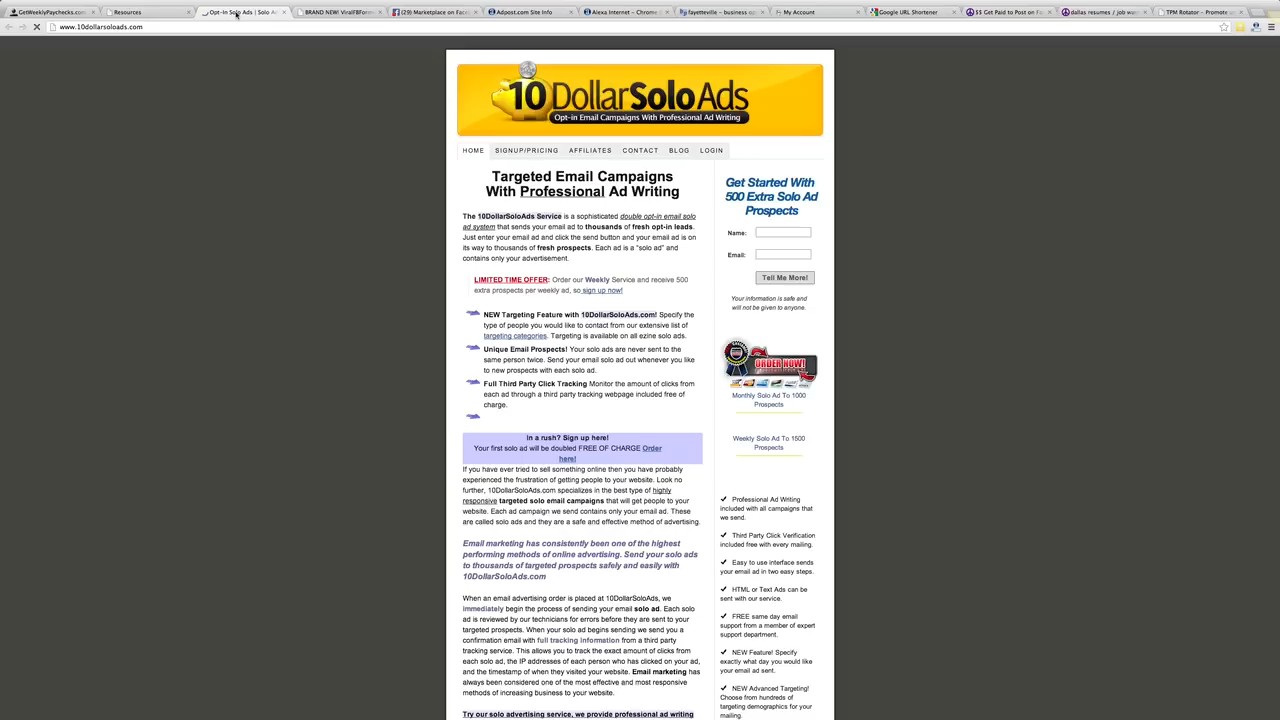 GetWeeklyPaychecks.com
Resources
Opt-In Solo Ads | Solo Ad
BRAND NEW! ViralFBForm
(29) Marketplace on Faceb
Adpost.com Site Info
Alexa Internet – Chrome
fayetteville – business op
My Account
Google URL Shortener
$$ Get Paid to Post on F
dallas resumes / job wan
TPM Rotator – Promote
www.10dollarsoloads.com
10DollarSoloAds
Opt-in Email Campaigns With Professional Ad Writing
HOME SIGNUP/PRICING AFFILIATES CONTACT BLOG LOGIN
Targeted Email Campaigns
With Professional Ad Writing
The 10DollarSoloAds Service is a sophisticated double opt-in email solo
ad system that sends your email ad to thousands of fresh opt-in leads.
Just enter your email ad and click the send button and your email ad is on
its way to thousands of fresh prospects. Each ad is a "solo ad" and
contains only your advertisement.
LIMITED TIME OFFER: Order our Weekly Service and receive 500
extra prospects per weekly ad, so sign up now!
NEW Targeting Feature with 10DollarSoloAds.com! Specify the
type of people you would like to contact from our extensive list of
targeting categories. Targeting is available on all ezine solo ads.
Unique Email Prospects! Your solo ads are never sent to the
same person twice. Send your email solo ad out whenever you like
to new prospects with each solo ad.
Full Third Party Click Tracking Monitor the amount of clicks from
each ad through a third party tracking webpage included free of
charge.
In a rush? Sign up here!
Your first solo ad will be doubled FREE OF CHARGE Order
here!
If you have ever tried to sell something online then you have probably
experienced the frustration of getting people to your website. Look no
further, 10DollarSoloAds.com specializes in the best type of highly
responsive targeted solo email campaigns that will get people to your
website. Each ad campaign we send contains only your email ad. These
are called solo ads and they are a safe and effective method of advertising.
Email marketing has consistently been one of the highest
performing methods of online advertising. Send your solo ads
to thousands of targeted prospects safely and easily with
10DollarSoloAds.com
When an email advertising order is placed at 10DollarSoloAds, we
immediately begin the process of sending your email solo ad. Each solo
ad is reviewed by our technicians for errors before they are sent to your
targeted prospects. When your solo ad begins sending we send you a
confirmation email with full tracking information from a third party
tracking service. This allows you to track the exact amount of clicks from
each solo ad, the IP addresses of each person who has clicked on your ad,
and the timestamp of when they visited your website. Email marketing has
always been considered one of the most effective and most responsive
methods of increasing business to your website.
Try our solo advertising service, we provide professional ad writing
Get Started With
500 Extra Solo Ad
Prospects
Name:
Email:
Tell Me More!
Your information is safe and
will not be given to anyone.
ORDER NOW!
Monthly Solo Ad To 1000
Prospects
Weekly Solo Ad To 1500
Prospects
Professional Ad Writing
included with all campaigns that
we send.
Third Party Click Verification
included free with every mailing.
Easy to use interface sends
your email ad in two easy steps.
HTML or Text Ads can be
sent with our service.
FREE same day email
support from a member of expert
support department.
NEW Feature! Specify
exactly what day you would like
your email ad sent.
NEW Advanced Targeting!
Choose from hundreds of
targeting demographics for your
mailing.